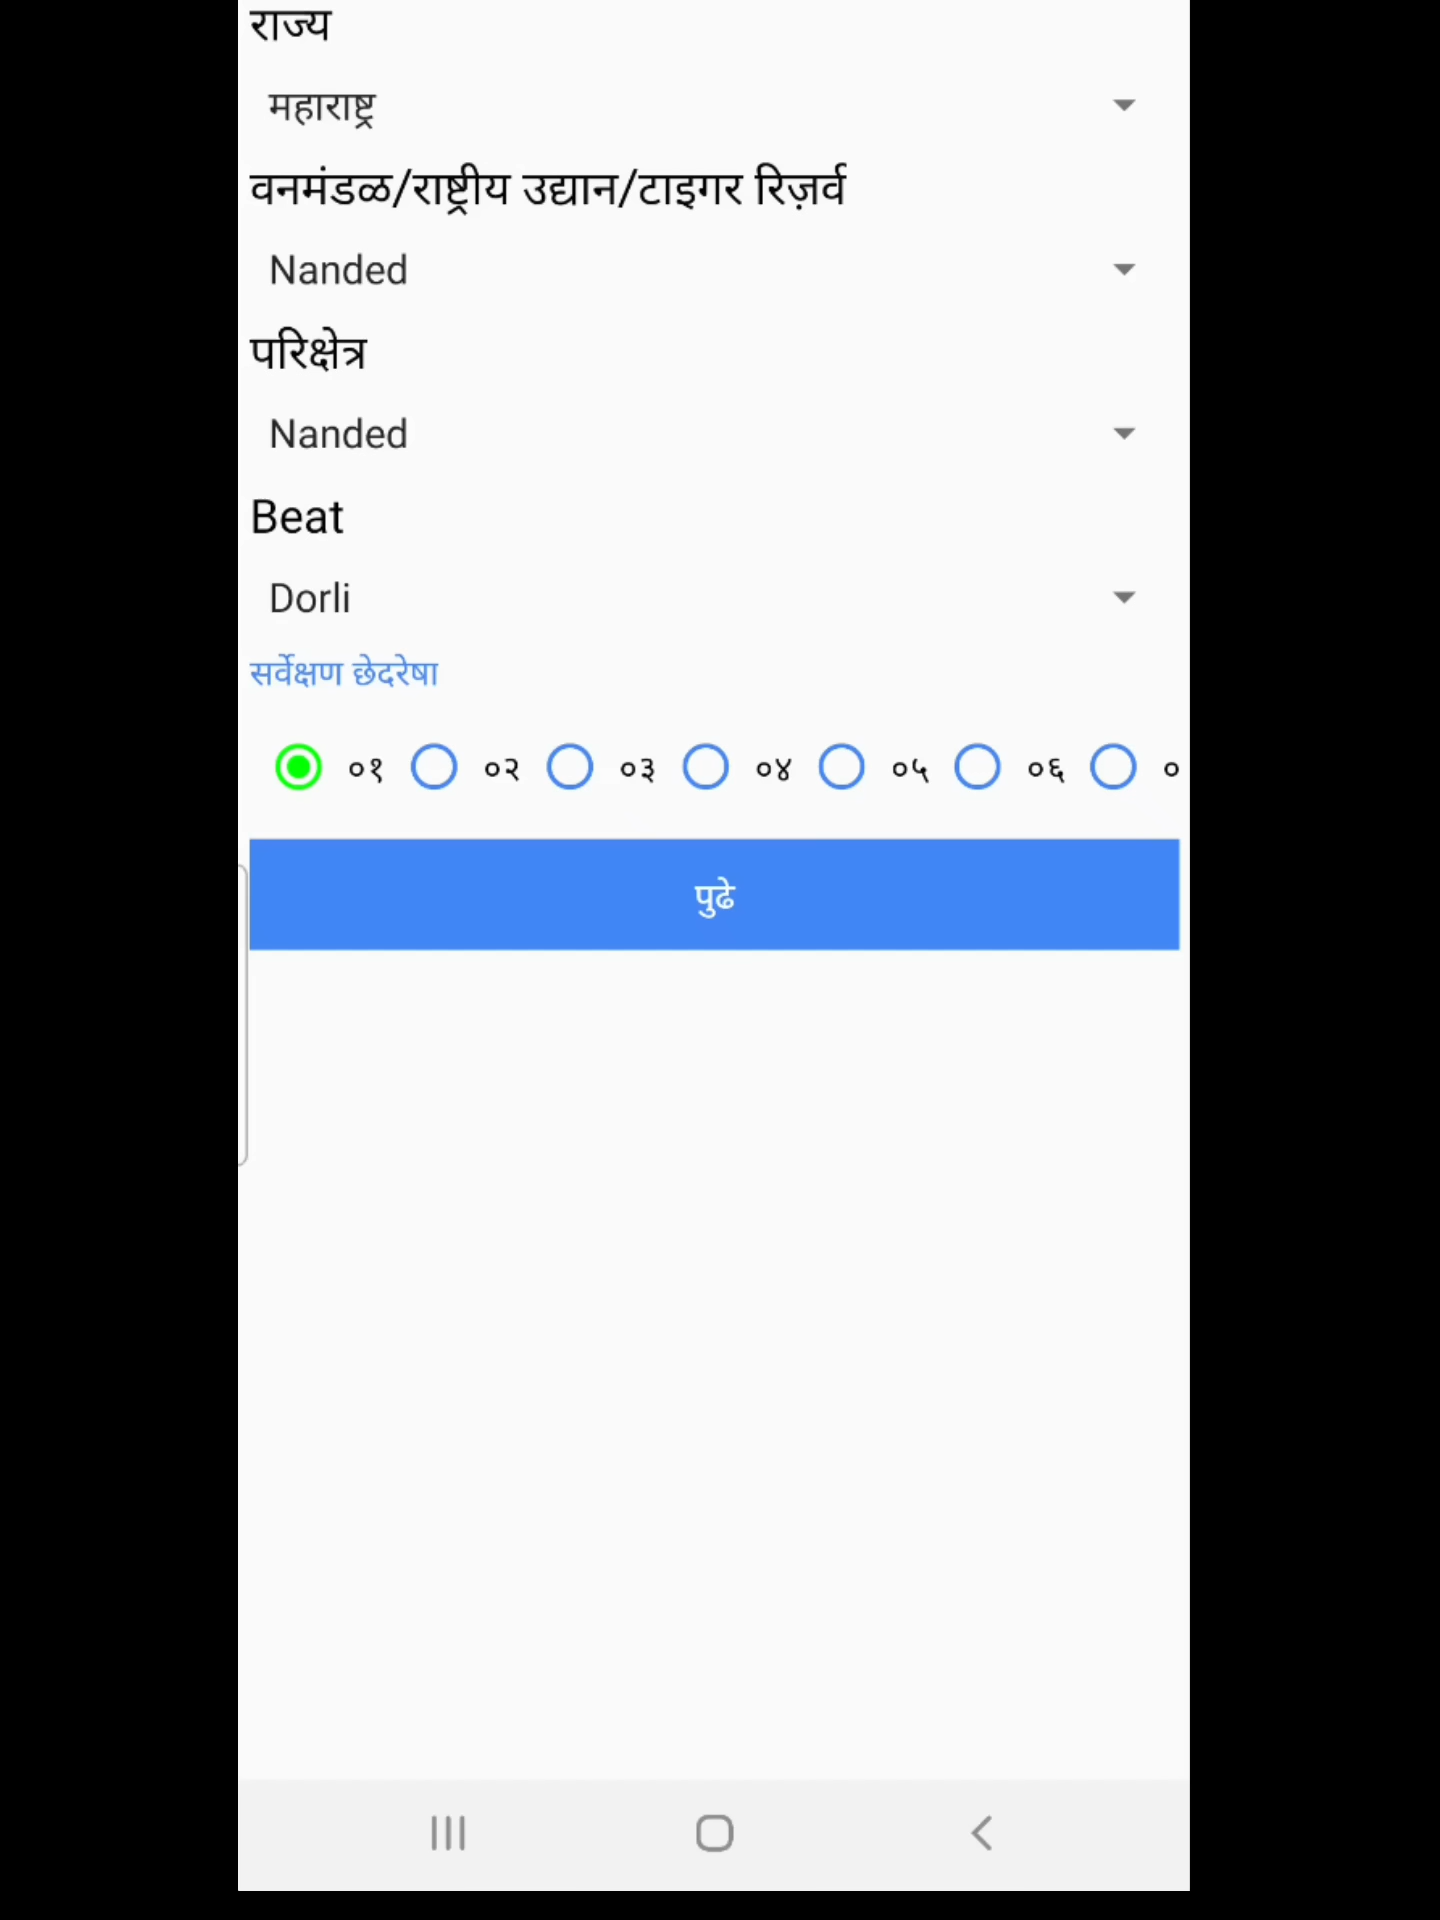 राज्य
महाराष्ट्र
वनमंडळ/राष्ट्रीय उद्यान/टाइगर रिज़र्व
Nanded
परिक्षेत्र
Nanded
Beat
Dorli
सर्वेक्षण छेदरेषा
०१ ०२ ०३ ०४ ०५ ०६ ०
पुढे